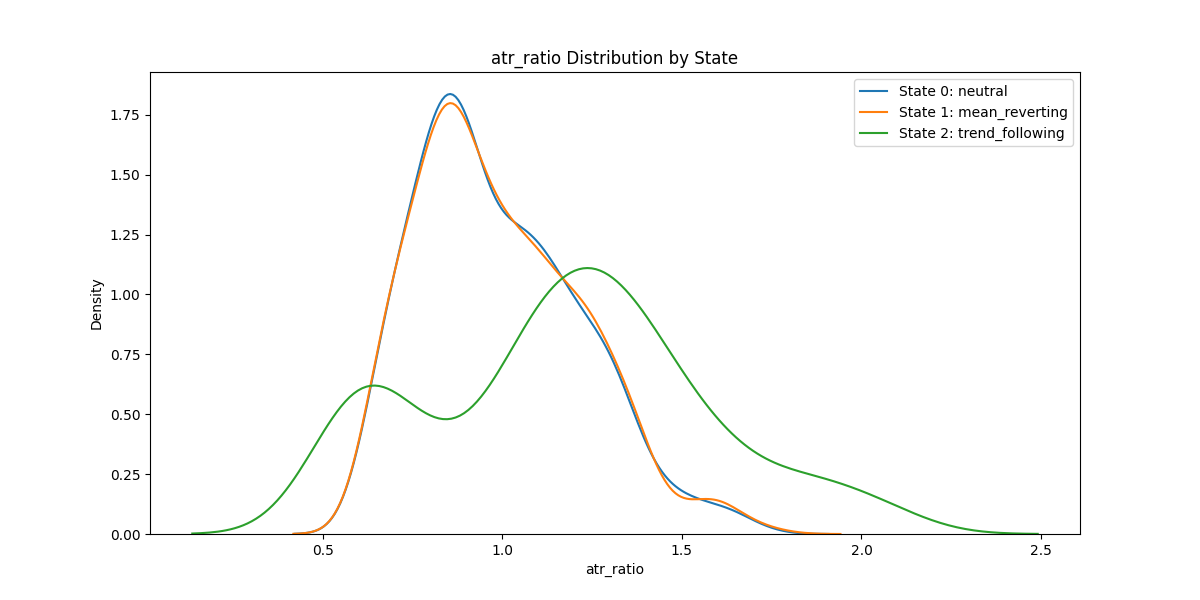 atr_ratio Distribution by State
State 0: neutral
State 1: mean_reverting
State 2: trend_following
Density
1.75
1.50
1.25
1.00
0.75
0.50
0.25
0.00
0.5
1.0
1.5
2.0
2.5
atr_ratio